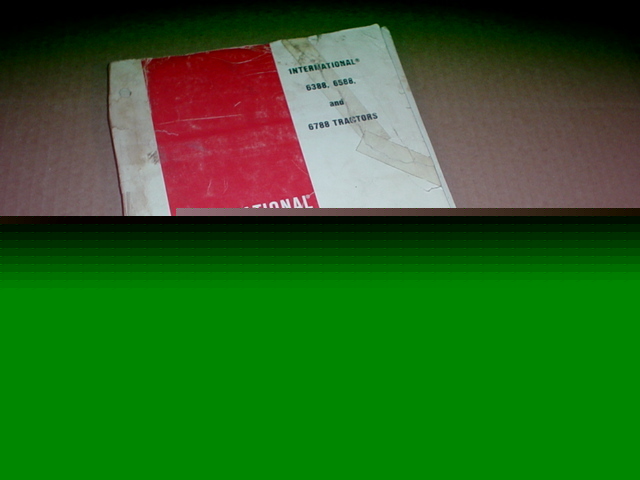 INTERNATIONAL®
6388, 6588,
and
6788 TRACTORS